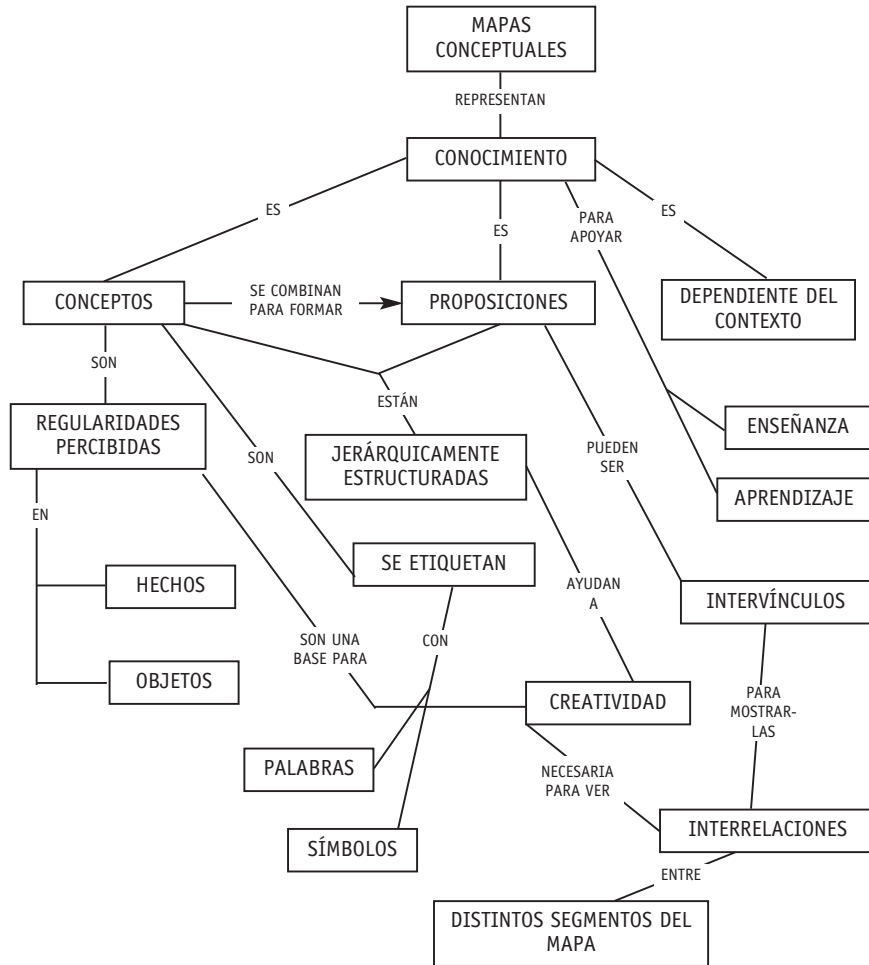 MAPAS
CONCEPTUALES
REPRESENTAN
CONOCIMIENTO
ES
ES
PARA
APOYAR
ES
CONCEPTOS
SE COMBINAN
PARA FORMAR
PROPOSICIONES
DEPENDIENTE DEL
CONTEXTO
SON
ESTÁN
REGULARIDADES
PERCIBIDAS
SON
JERÁRQUICAMENTE
ESTRUCTURADAS
PUEDEN
SER
ENSEÑANZA
APRENDIZAJE
EN
HECHOS
SE ETIQUETAN
AYUDAN
A
INTERVÍNCULOS
SON UNA
BASE PARA
CON
OBJETOS
CREATIVIDAD
PARA
MOSTRAR-
LAS
PALABRAS
NECESARIA
PARA VER
SÍMBOLOS
INTERRELACIONES
ENTRE
DISTINTOS SEGMENTOS DEL
MAPA